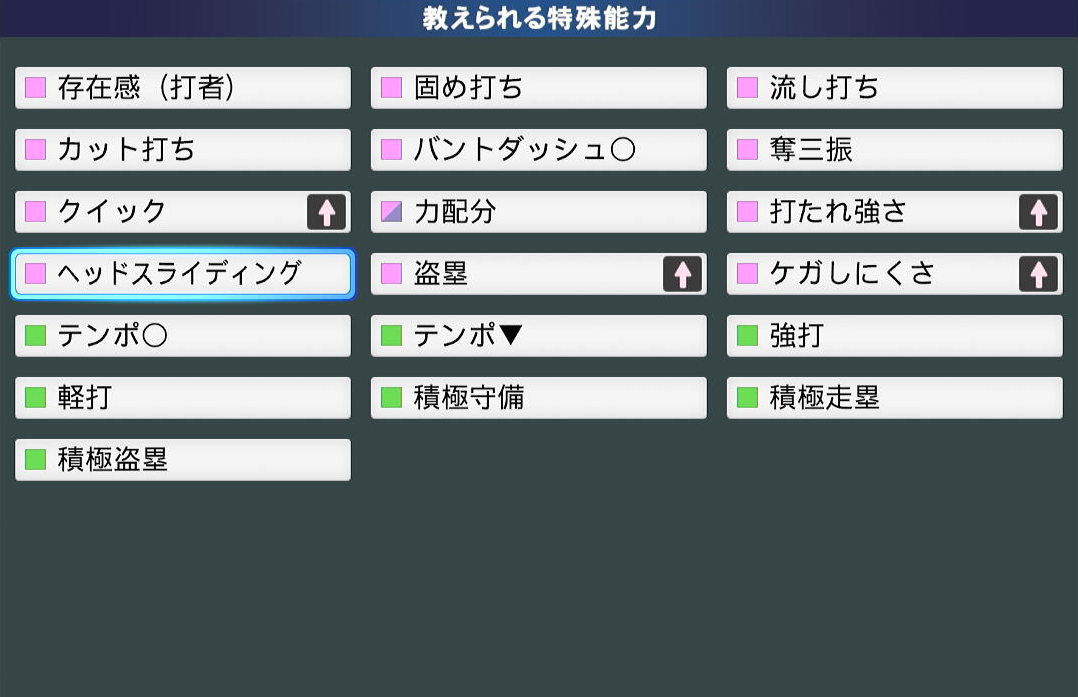 教えられる特殊能力
存在感（打者） 固め打ち 流し打ち
カット打ち バントダッシュ○ 奪三振
クイック 力配分 打たれ強さ
ヘッドスライディング 盗塁 ケガしにくさ
テンポ○ テンポ▼ 強打
軽打 積極守備 積極走塁
積極盗塁